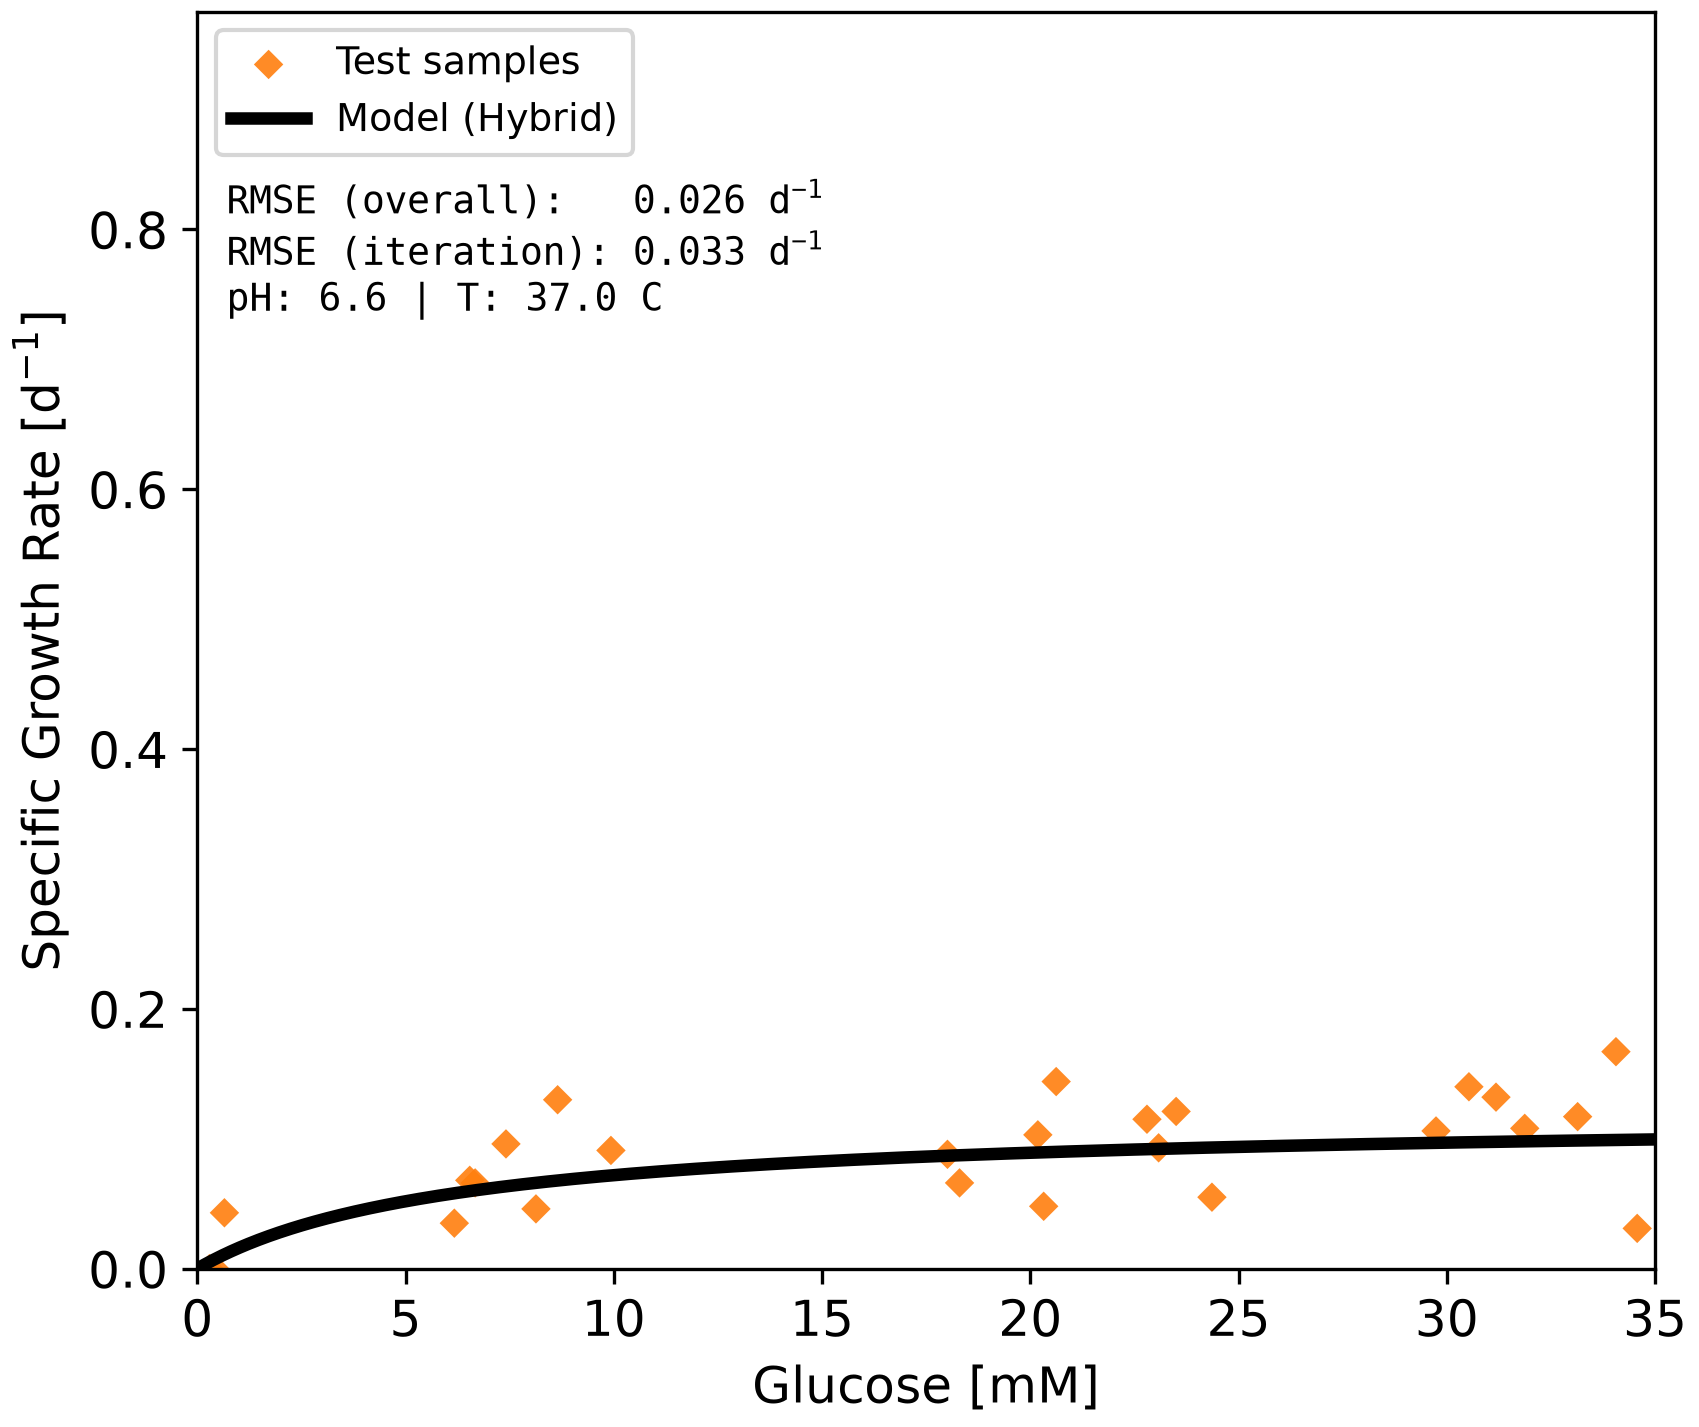 Test samples
Model (Hybrid)
RMSE (overall):   0.026 d⁻¹
RMSE (iteration): 0.033 d⁻¹
pH: 6.6 | T: 37.0 C
Specific Growth Rate [d⁻¹]
0.8
0.6
0.4
0.2
0.0
0 5 10 15 20 25 30 35
Glucose [mM]